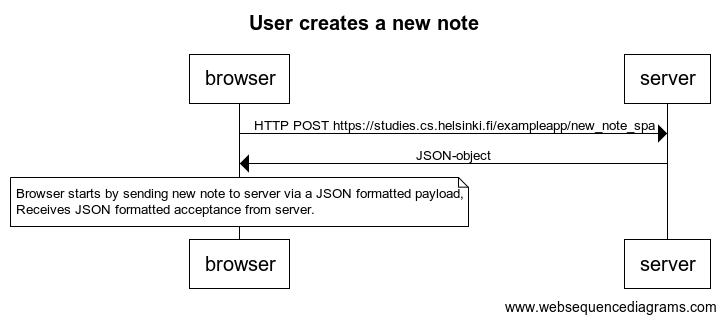 User creates a new note
browser
server
HTTP POST https://studies.cs.helsinki.fi/exampleapp/new_note_spa
JSON-object
Browser starts by sending new note to server via a JSON formatted payload,
Receives JSON formatted acceptance from server.
browser
server
www.websequencediagrams.com